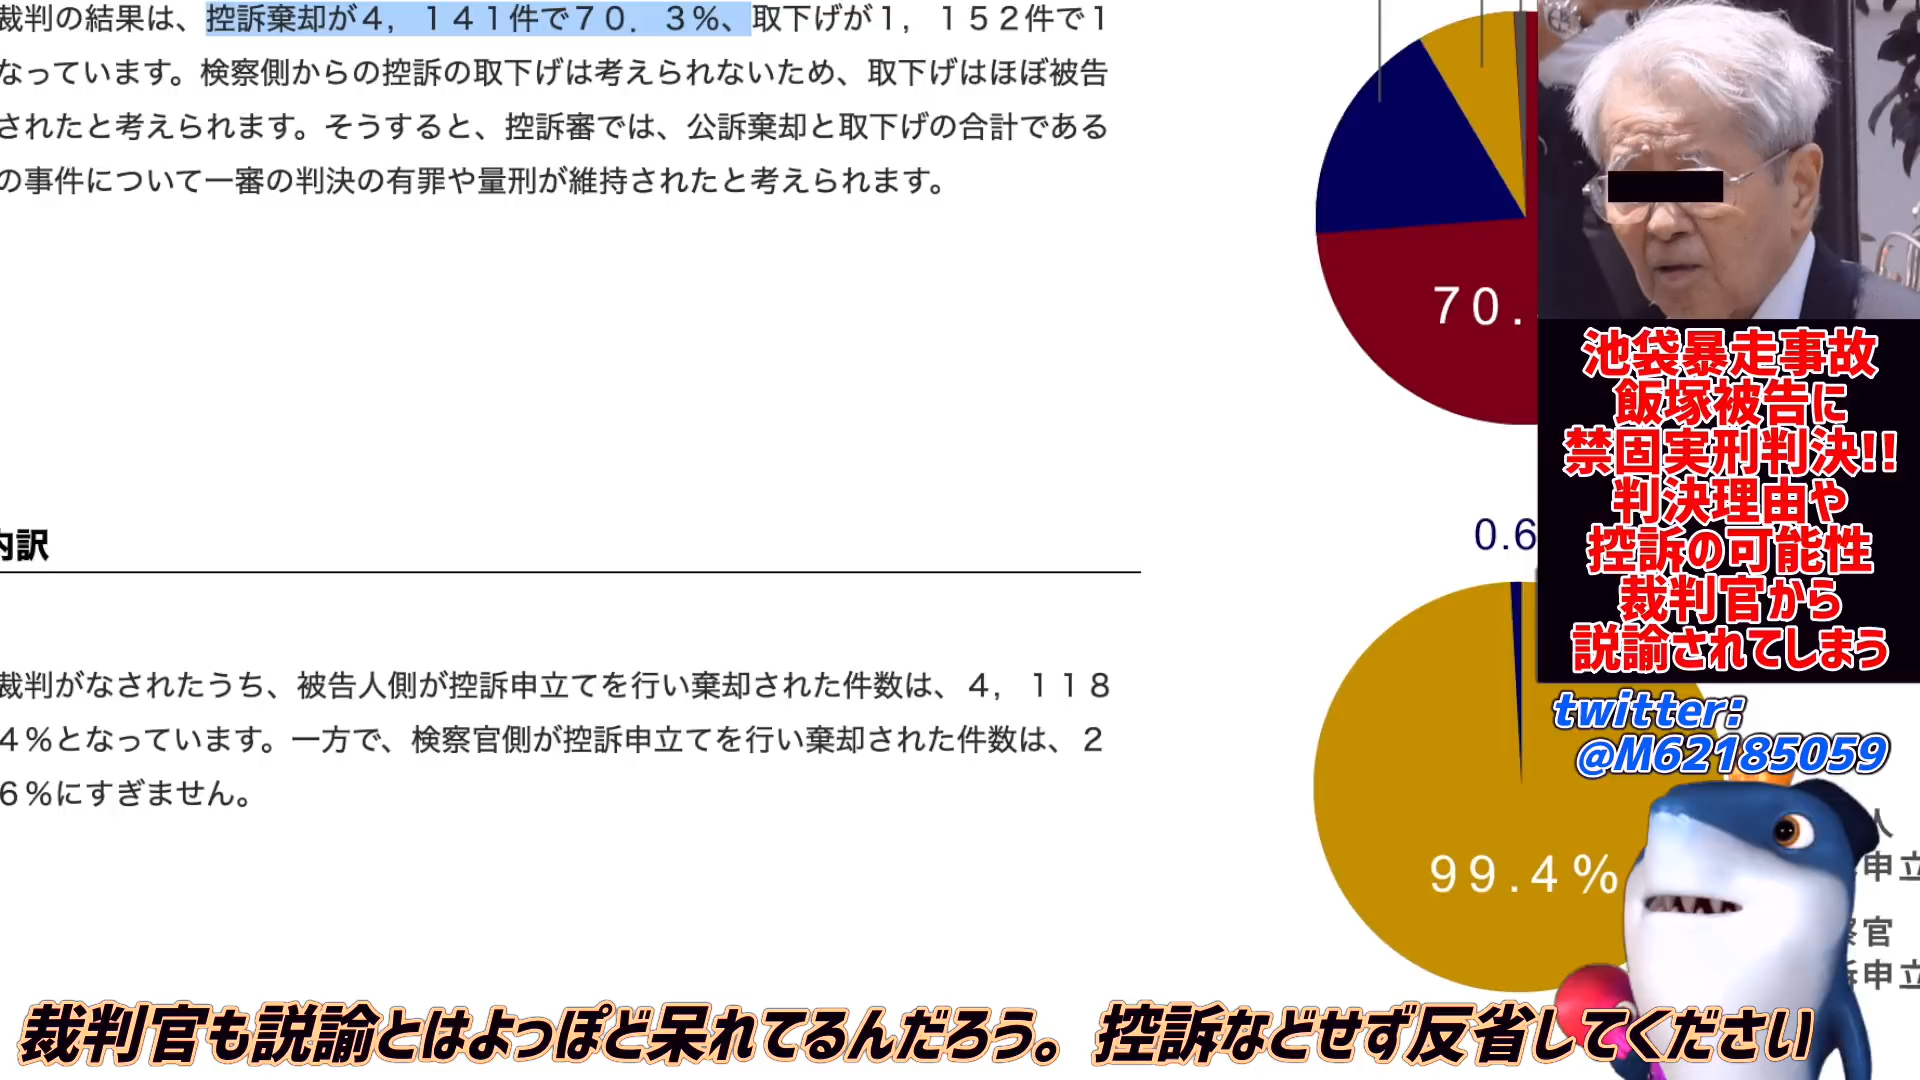 裁判の結果は、控訴棄却が４，１４１件で７０．３％、取下げが１，１５２件で１
なっています。検察側からの控訴の取下げは考えられないため、取下げはほぼ被告
されたと考えられます。そうすると、控訴審では、公訴棄却と取下げの合計である
の事件について一審の判決の有罪や量刑が維持されたと考えられます。
70.
池袋暴走事故
飯塚被告に
禁固実刑判決!!
判決理由や
控訴の可能性
裁判官から
説諭されてしまう
内訳
0.6
裁判がなされたうち、被告人側が控訴申立てを行い棄却された件数は、４，１１８
４％となっています。一方で、検察官側が控訴申立てを行い棄却された件数は、２
６％にすぎません。
twitter:
@M62185059
99.4%
人
申立
官
申立
裁判官も説諭とはよっぽど呆れてるんだろう。控訴などせず反省してください